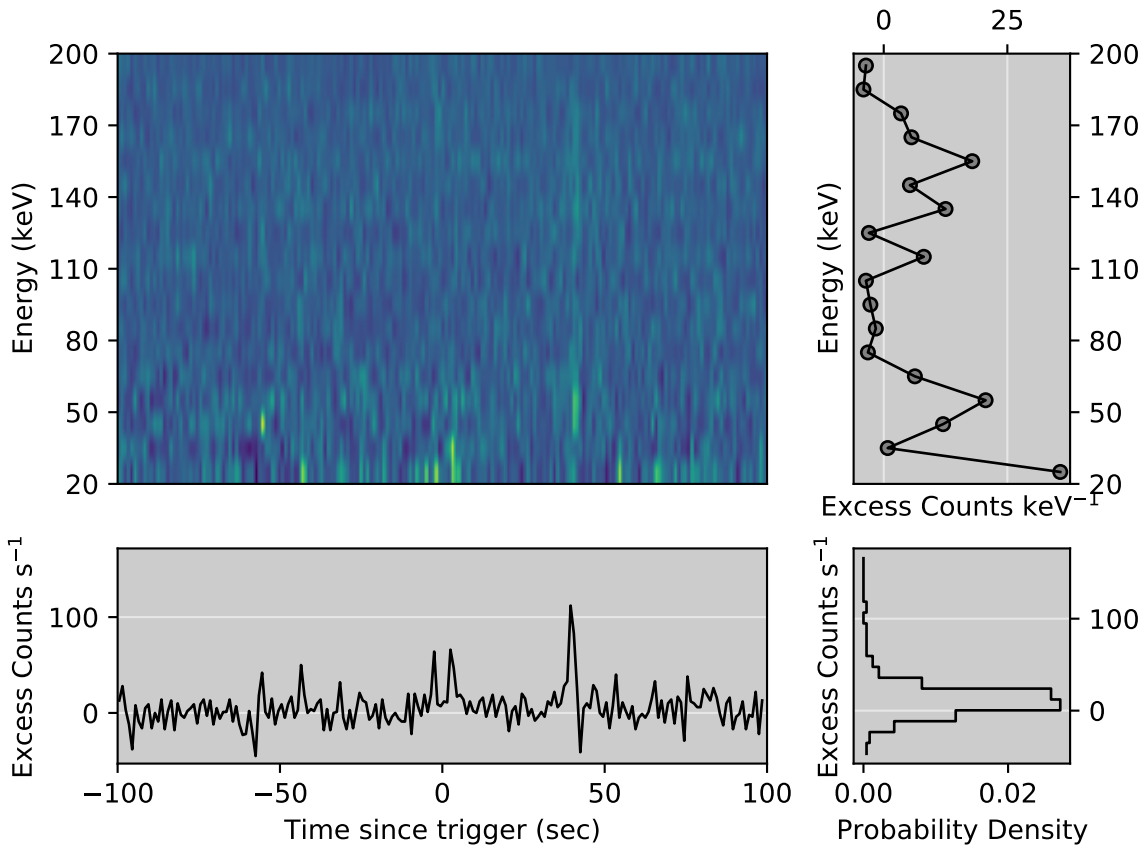 0 25
200
170
140
110
80
50
20
Energy (keV)
200
170
140
110
80
50
20
Energy (keV)
Excess Counts keV⁻¹
100
0
Excess Counts s⁻¹
−100 −50 0 50 100
Time since trigger (sec)
100
0
Excess Counts s⁻¹
0.00 0.02
Probability Density